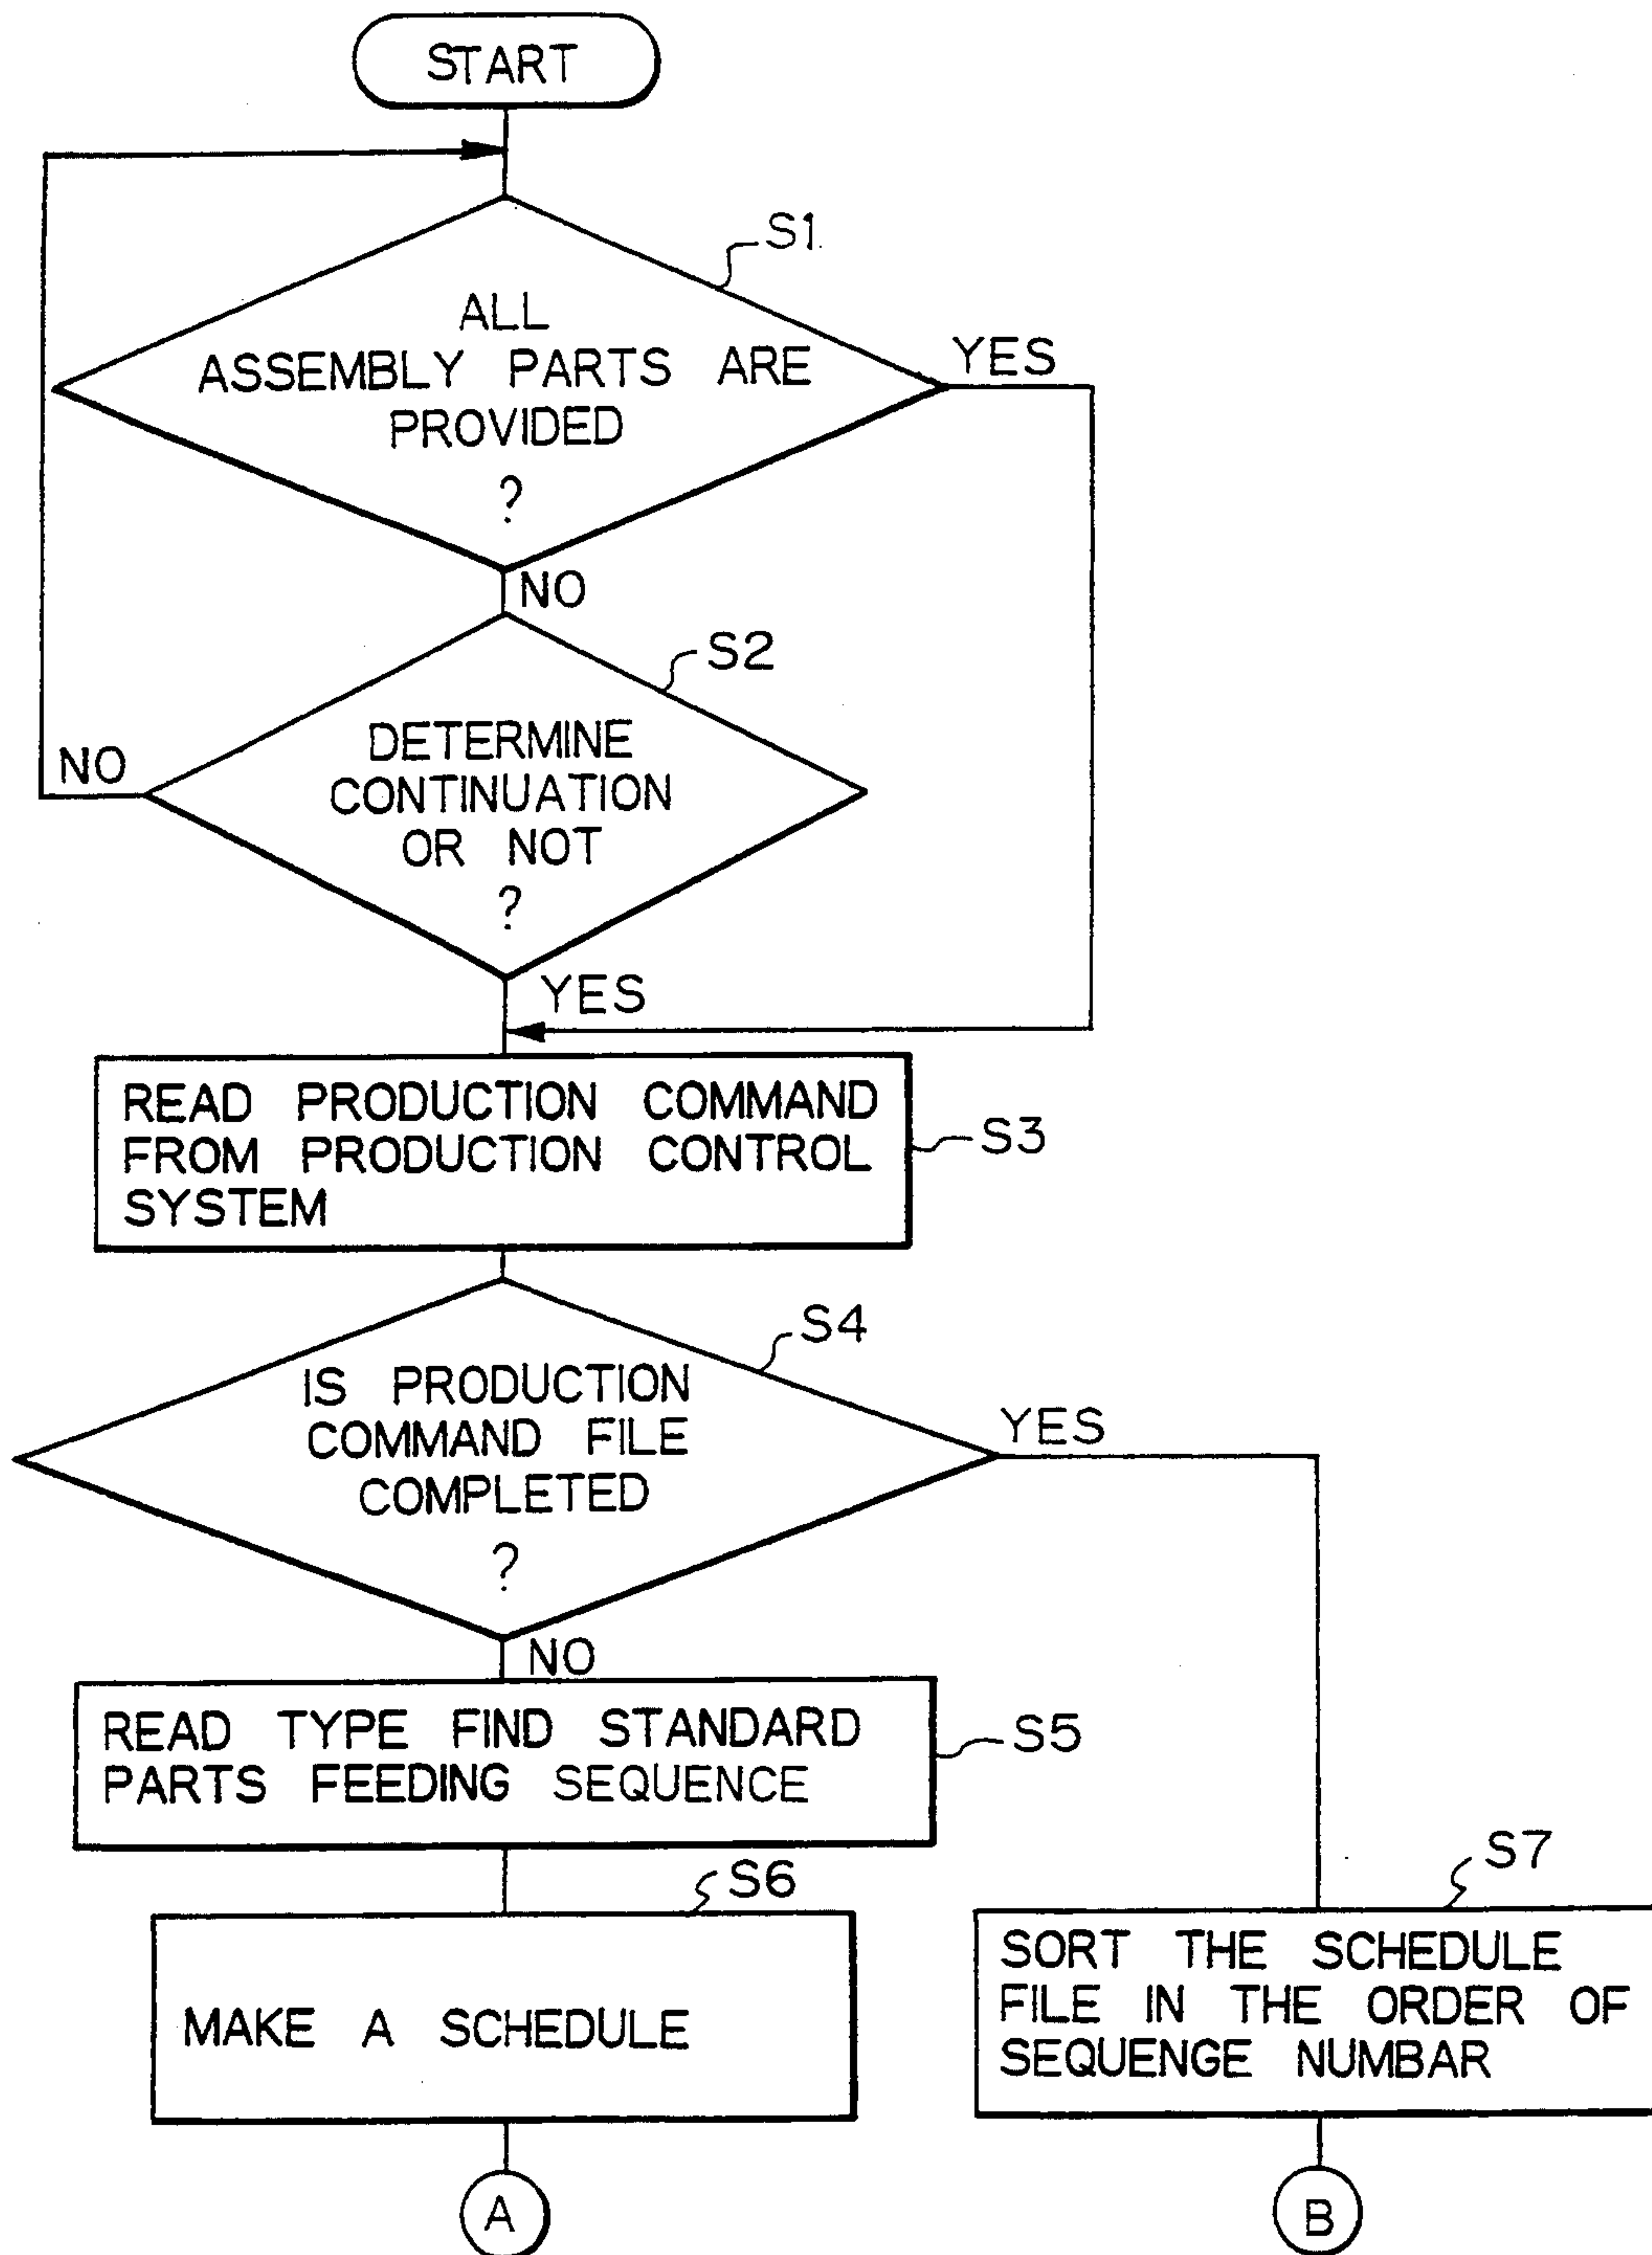 START
S1
ALL
ASSEMBLY PARTS ARE
PROVIDED
?
YES
NO
S2
DETERMINE
CONTINUATION
OR NOT
?
NO
YES
READ PRODUCTION COMMAND
FROM PRODUCTION CONTROL
SYSTEM
S3
S4
IS PRODUCTION
COMMAND FILE
COMPLETED
?
YES
NO
READ TYPE FIND STANDARD
PARTS FEEDING SEQUENCE
S5
S6
MAKE A SCHEDULE
S7
SORT THE SCHEDULE
FILE IN THE ORDER OF
SEQUENGE NUMBAR
A
B